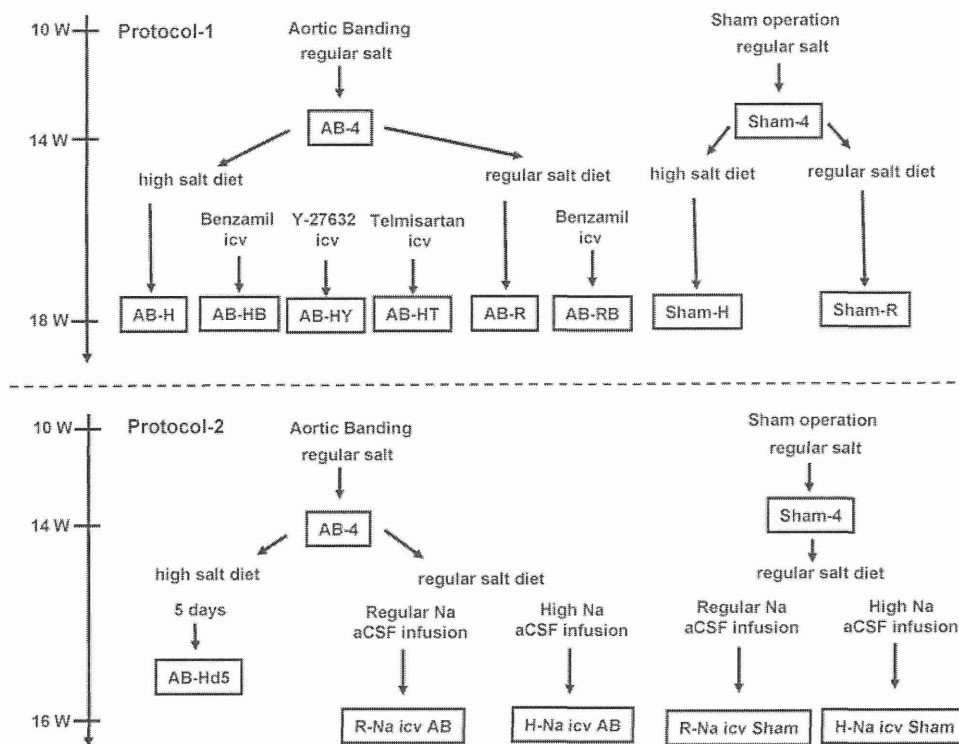 10 W
Protocol-1
Aortic Banding
regular salt
Sham operation
regular salt
14 W
AB-4
Sham-4
high salt diet
regular salt diet
high salt diet
regular salt diet
Benzamil
icv
Y-27632
icv
Telmisartan
icv
Benzamil
icv
18 W
AB-H
AB-HB
AB-HY
AB-HT
AB-R
AB-RB
Sham-H
Sham-R
10 W
Protocol-2
Aortic Banding
regular salt
Sham operation
regular salt
14 W
AB-4
Sham-4
high salt diet
regular salt diet
regular salt diet
5 days
Regular Na
aCSF infusion
High Na
aCSF infusion
Regular Na
aCSF infusion
High Na
aCSF infusion
AB-Hd5
16 W
R-Na icv AB
H-Na icv AB
R-Na icv Sham
H-Na icv Sham